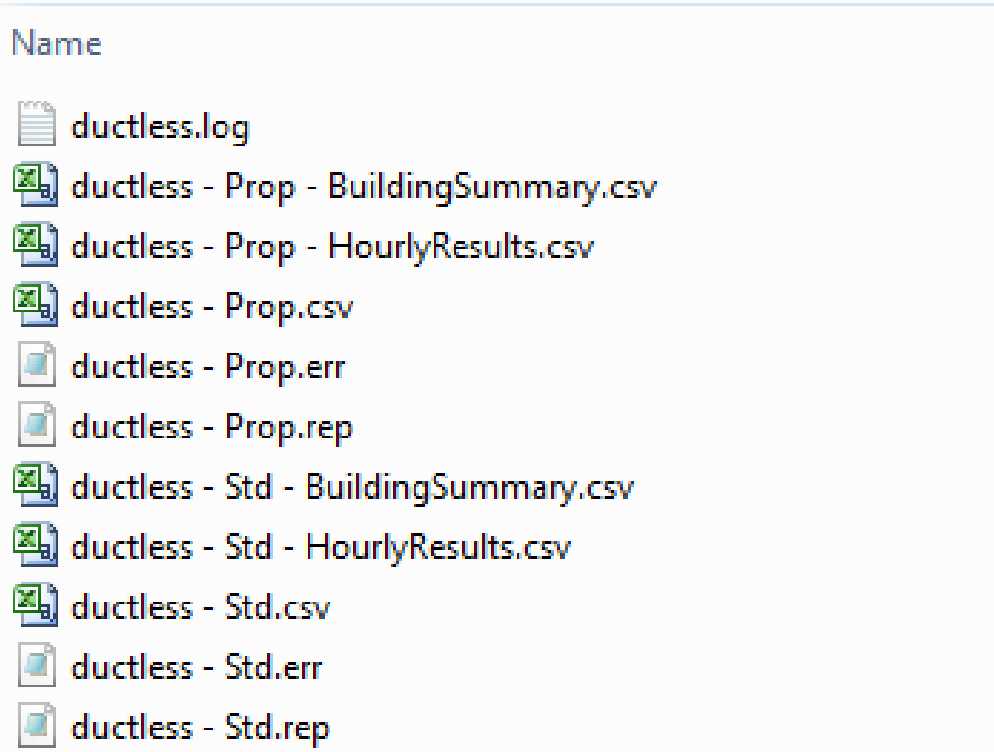 Name
ductless.log
ductless - Prop - BuildingSummary.csv
ductless - Prop - HourlyResults.csv
ductless - Prop.csv
ductless - Prop.err
ductless - Prop.rep
ductless - Std - BuildingSummary.csv
ductless - Std - HourlyResults.csv
ductless - Std.csv
ductless - Std.err
ductless - Std.rep